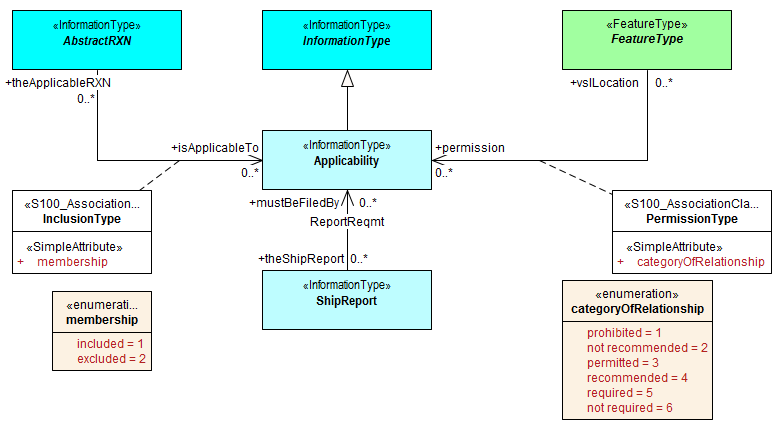 «InformationType»
AbstractRXN
«InformationType»
InformationType
«FeatureType»
FeatureType
+theApplicableRXN
0..*
+vslLocation
0..*
+isApplicableTo
0..*
«InformationType»
Applicability
+permission
0..*
«S100_Association...
InclusionType
«SimpleAttribute»
+ membership
+mustBeFiledBy
0..*
ReportReqmt
+theShipReport
0..*
«S100_AssociationCla...
PermissionType
«SimpleAttribute»
+ categoryOfRelationship
«InformationType»
ShipReport
«enumerati...
membership
included = 1
excluded = 2
«enumeration»
categoryOfRelationship
prohibited = 1
not recommended = 2
permitted = 3
recommended = 4
required = 5
not required = 6